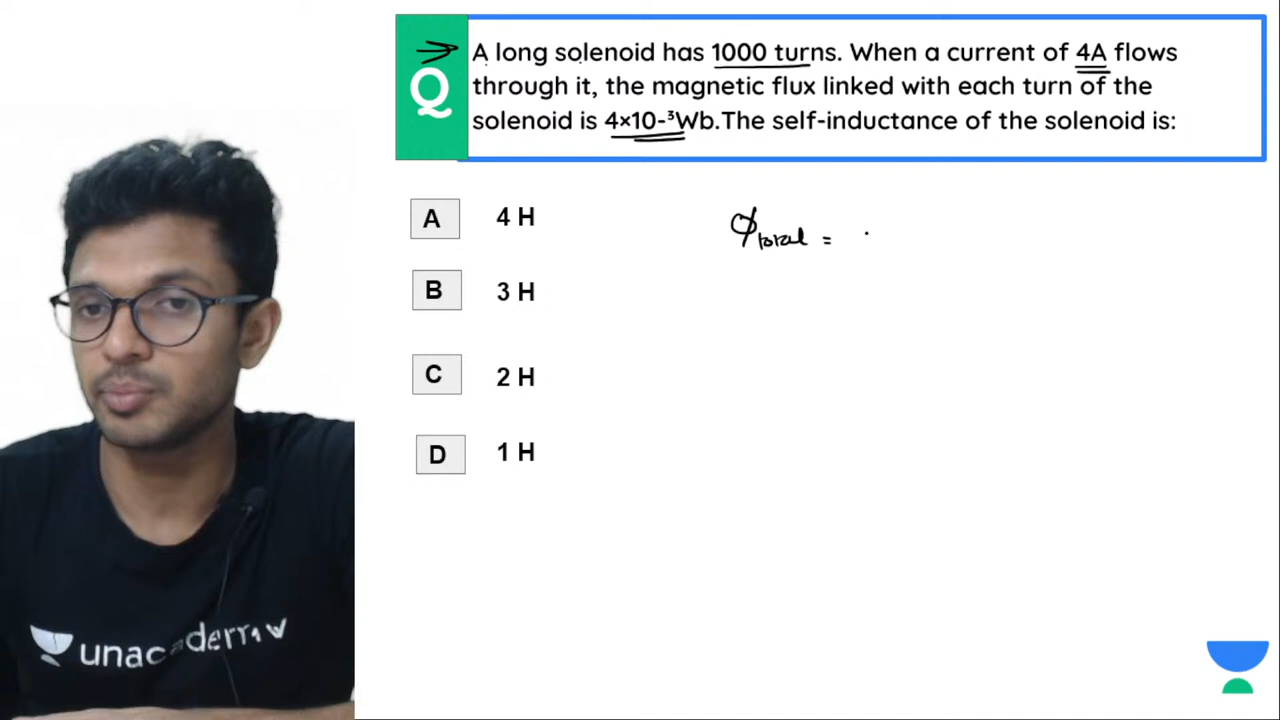 Q
A long solenoid has 1000 turns. When a current of 4A flows
through it, the magnetic flux linked with each turn of the
solenoid is 4×10-³Wb.The self-inductance of the solenoid is:
A 4 H
ϕtotal =
B 3 H
C 2 H
D 1 H
unacademy